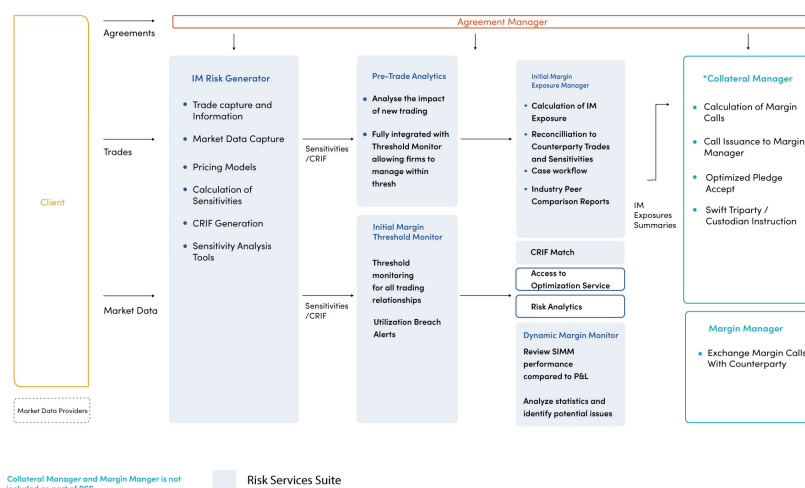 Agreement Manager
Agreements
Client
Trades
Market Data
Market Data Providers
IM Risk Generator
Trade capture and
Information
Market Data Capture
Pricing Models
Calculation of
Sensitivities
CRIF Generation
Sensitivity Analysis
Tools
Sensitivities
/CRIF
Sensitivities
/CRIF
Pre-Trade Analytics
Analyse the impact
of new trading
Fully integrated with
Threshold Monitor
allowing firms to
manage within
thresh
Initial Margin
Threshold Monitor
Threshold
monitoring
for all trading
relationships
Utilization Breach
Alerts
Initial Margin
Exposure Manager
Calculation of IM
Exposure
Reconcilliation to
Counterparty Trades
and Sensitivities
Case workflow
Industry Peer
Comparison Reports
CRIF Match
Access to
Optimization Service
Risk Analytics
Dynamic Margin Monitor
Review SIMM
performance
compared to P&L
Analyze statistics and
identify potential issues
IM
Exposures
Summaries
*Collateral Manager
Calculation of Margin
Calls
Call Issuance to Margin
Manager
Optimized Pledge
Accept
Swift Triparty /
Custodian Instruction
Margin Manager
Exchange Margin Calls
With Counterparty
Collateral Manager and Margin Manger is not
included as part of RSS
Risk Services Suite